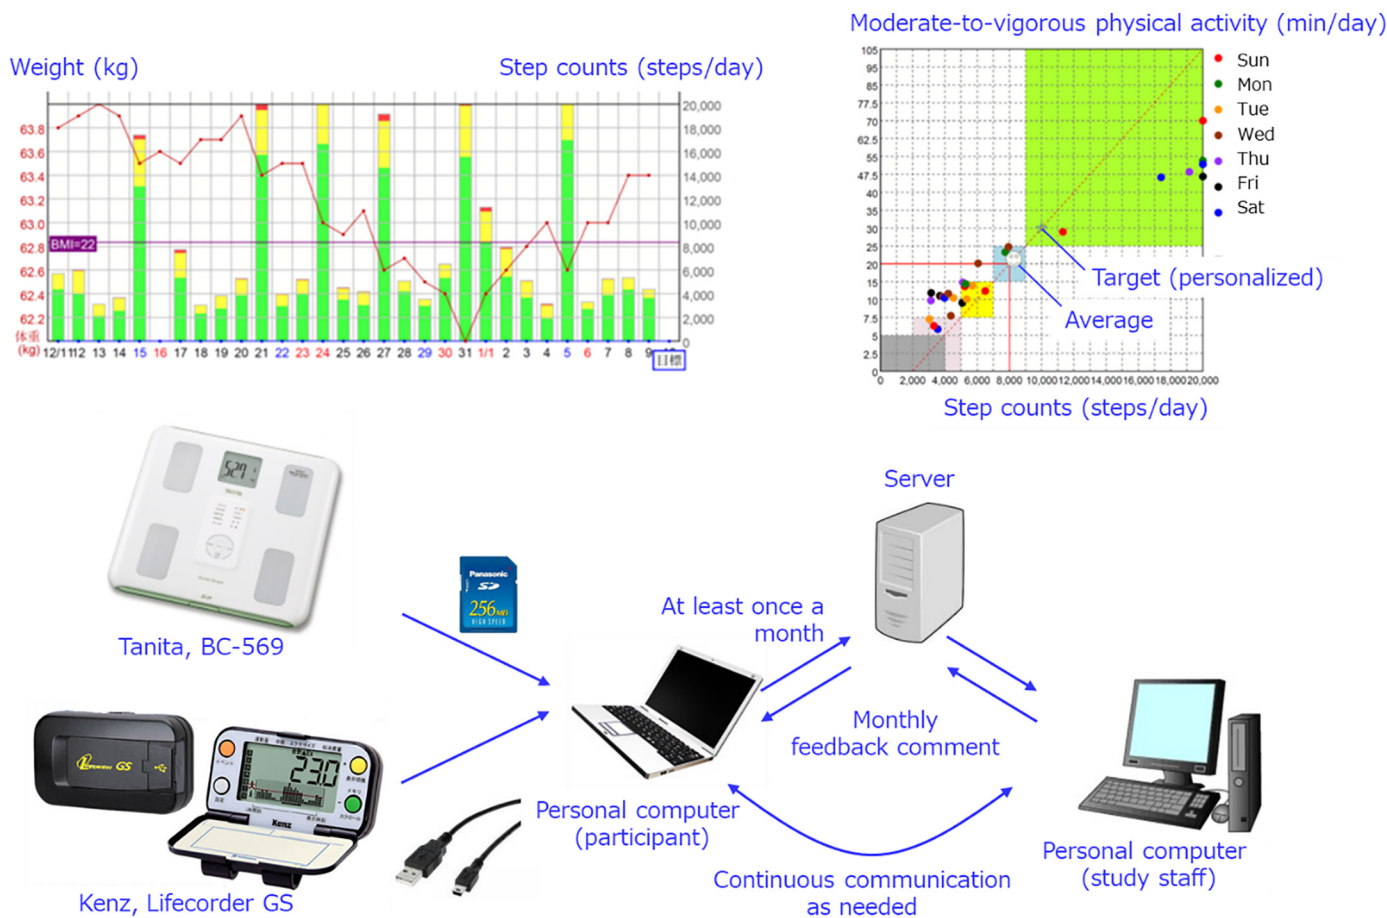 Moderate-to-vigorous physical activity (min/day)
Weight (kg)
Step counts (steps/day)
63.8
63.6
63.4
63.2
63.0
62.8
62.6
62.4
62.2
体重
(kg)
BMI=22
20,000
18,000
16,000
14,000
12,000
10,000
8,000
6,000
4,000
2,000
0
12/11 12 13 14 15 16 17 18 19 20 21 22 23 24 25 26 27 28 29 30 31 1/1 2 3 4 5 6 7 8 9
目標
105
95
85
77.5
70
62.5
55
47.5
40
35
30
25
20
15
10
7.5
5
2.5
0
0 2,000 4,000 6,000 8,000 10,000 12,000 14,000 16,000 18,000 20,000
Step counts (steps/day)
Sun
Mon
Tue
Wed
Thu
Fri
Sat
Target (personalized)
Average
Tanita, BC-569
Panasonic
SD
256MB
HIGH SPEED
Lifecorder GS
23.0
Kenz
Kenz, Lifecorder GS
Personal computer
(participant)
At least once a
month
Server
Monthly
feedback comment
Continuous communication
as needed
Personal computer
(study staff)